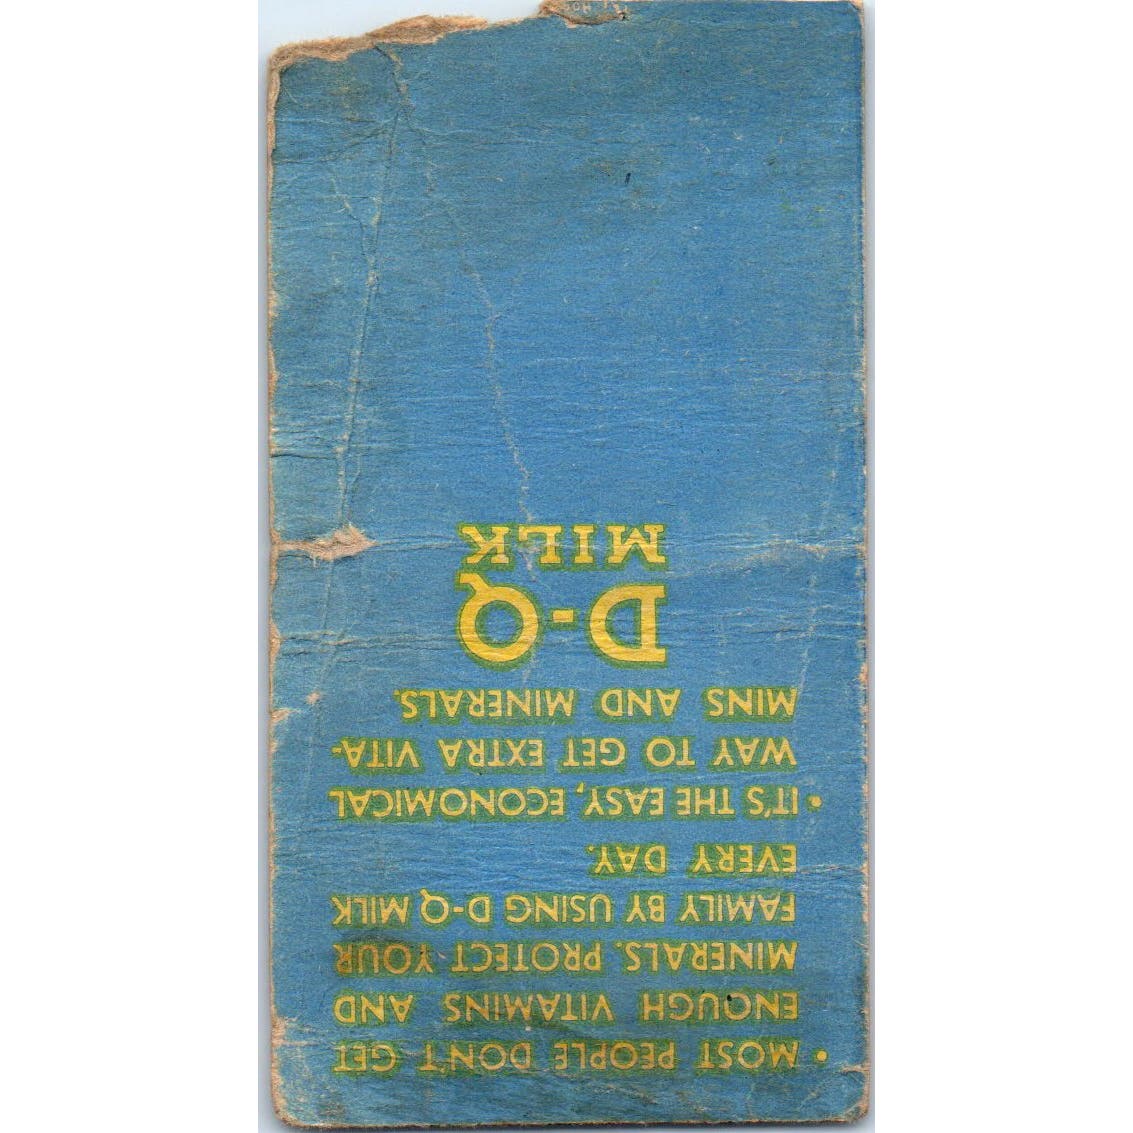 • MOST PEOPLE DON'T GET
ENOUGH VITAMINS AND
MINERALS. PROTECT YOUR
FAMILY BY USING D-Q MILK
EVERY DAY.
• IT'S THE EASY, ECONOMICAL
WAY TO GET EXTRA VITA-
MINS AND MINERALS.
D-Q
MILK